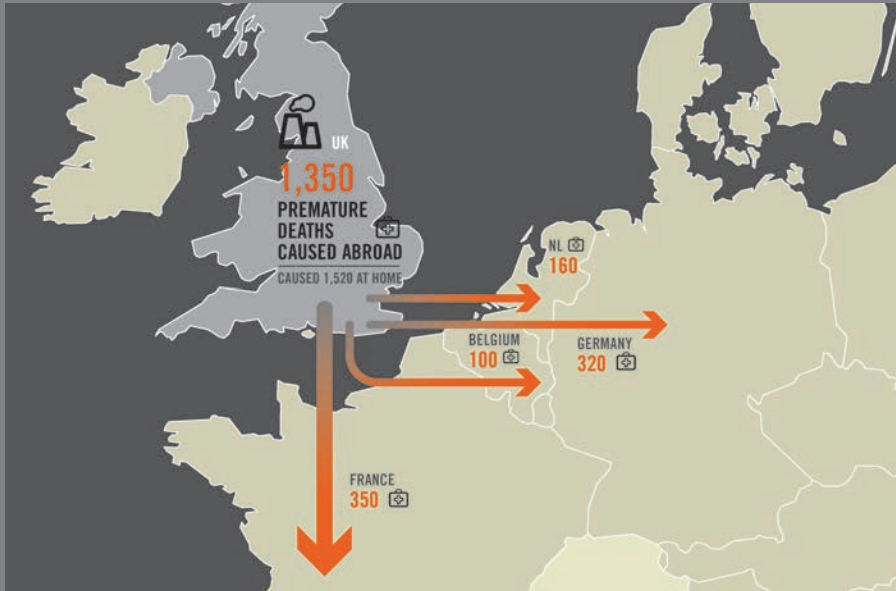 UK
1,350
PREMATURE
DEATHS
CAUSED ABROAD
CAUSED 1,520 AT HOME
NL
160
BELGIUM
100
GERMANY
320
FRANCE
350